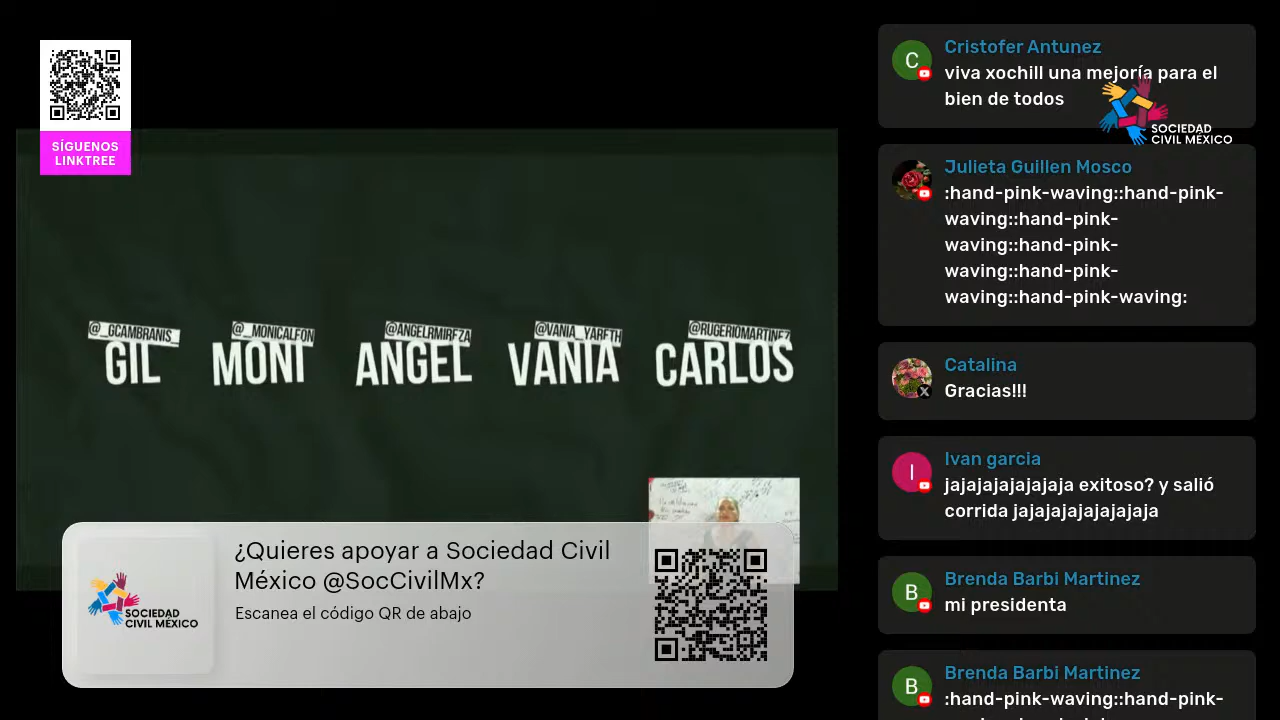 SÍGUENOS
LINKTREE
@_GCAMBRANIS_
GIL
@_MONICALFON
MONI
@ANGELRMIREZA
ANGEL
@VANIA_YARETH
VANIA
@RUGERIOMARTINEZ
CARLOS
¿Quieres apoyar a Sociedad Civil
México @SocCivilMx?
Escanea el código QR de abajo
SOCIEDAD
CIVIL MÉXICO
Cristofer Antunez
viva xochill una mejoría para el
bien de todos
SOCIEDAD
CIVIL MÉXICO
Julieta Guillen Mosco
:hand-pink-waving::hand-pink-
waving::hand-pink-
waving::hand-pink-
waving::hand-pink-
waving::hand-pink-waving:
Catalina
Gracias!!!
Ivan garcia
jajajajajajajaja exitoso? y salió
corrida jajajajajajajajaja
Brenda Barbi Martinez
mi presidenta
Brenda Barbi Martinez
:hand-pink-waving::hand-pink-